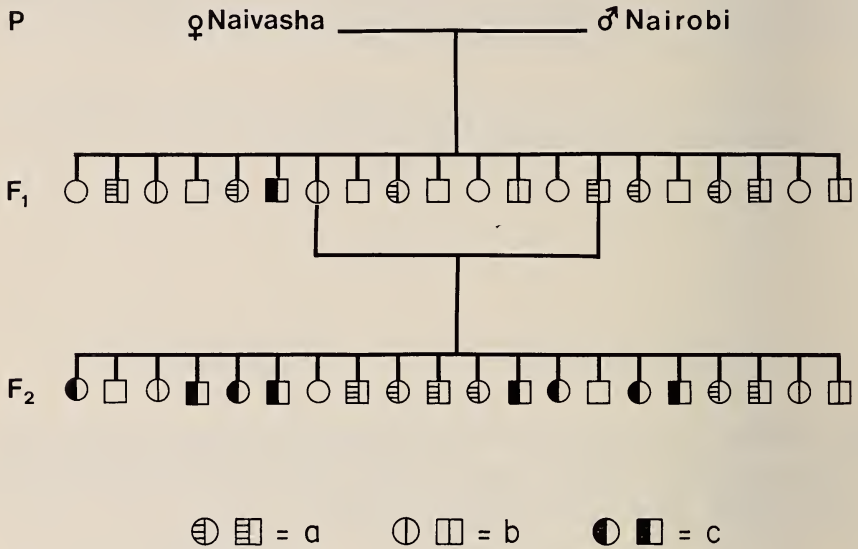 P ♀Naivasha ♂Nairobi
F₁
F₂
= a = b = c